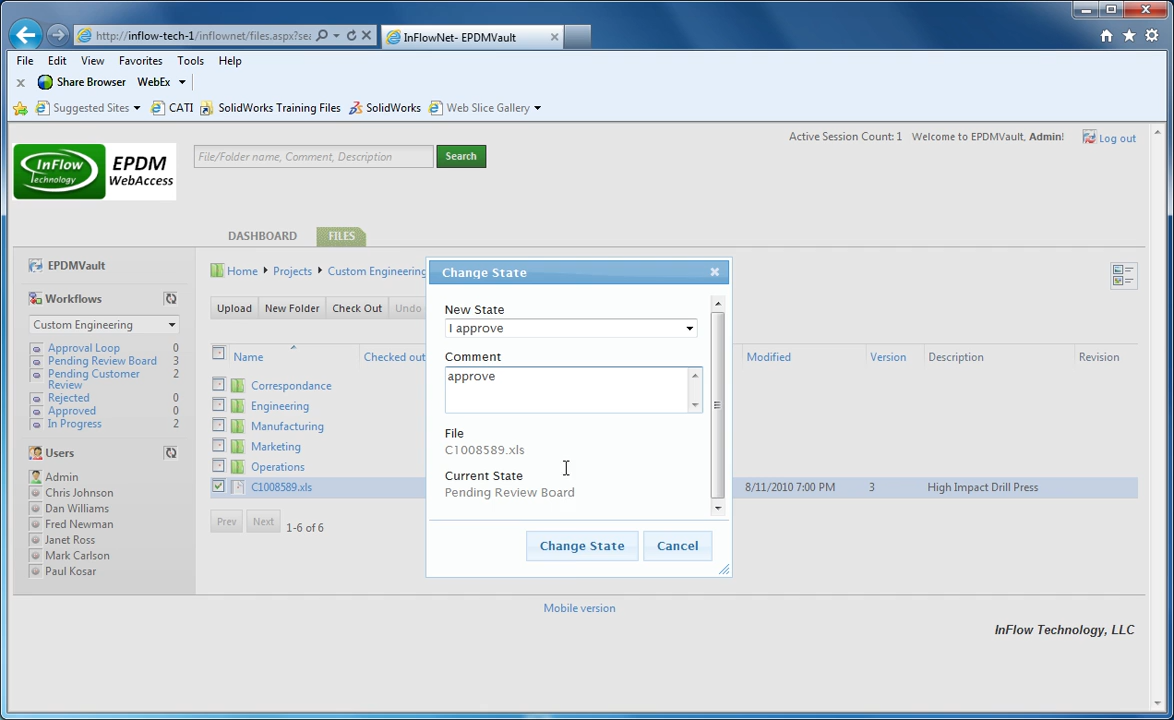 http://inflow-tech-1/inflownet/files.aspx?se
InFlowNet- EPDMVault
File Edit View Favorites Tools Help
x Share Browser WebEx
Suggested Sites CATI SolidWorks Training Files SolidWorks Web Slice Gallery
Active Session Count: 1 Welcome to EPDMVault, Admin! Log out
InFlow Technology
EPDM WebAccess
File/Folder name, Comment, Description Search
DASHBOARD FILES
EPDMVault
Home Projects Custom Engineering
Workflows
Custom Engineering
Approval Loop 0
Pending Review Board 3
Pending Customer Review 2
Rejected 0
Approved 0
In Progress 2
Users
Admin
Chris Johnson
Dan Williams
Fred Newman
Janet Ross
Mark Carlson
Paul Kosar
Upload New Folder Check Out Undo
Name Checked out Modified Version Description Revision
Correspondance
Engineering
Manufacturing
Marketing
Operations
C1008589.xls 8/11/2010 7:00 PM 3 High Impact Drill Press
Prev Next 1-6 of 6
Change State
New State
I approve
Comment
approve
File
C1008589.xls
Current State
Pending Review Board
Change State Cancel
Mobile version
InFlow Technology, LLC